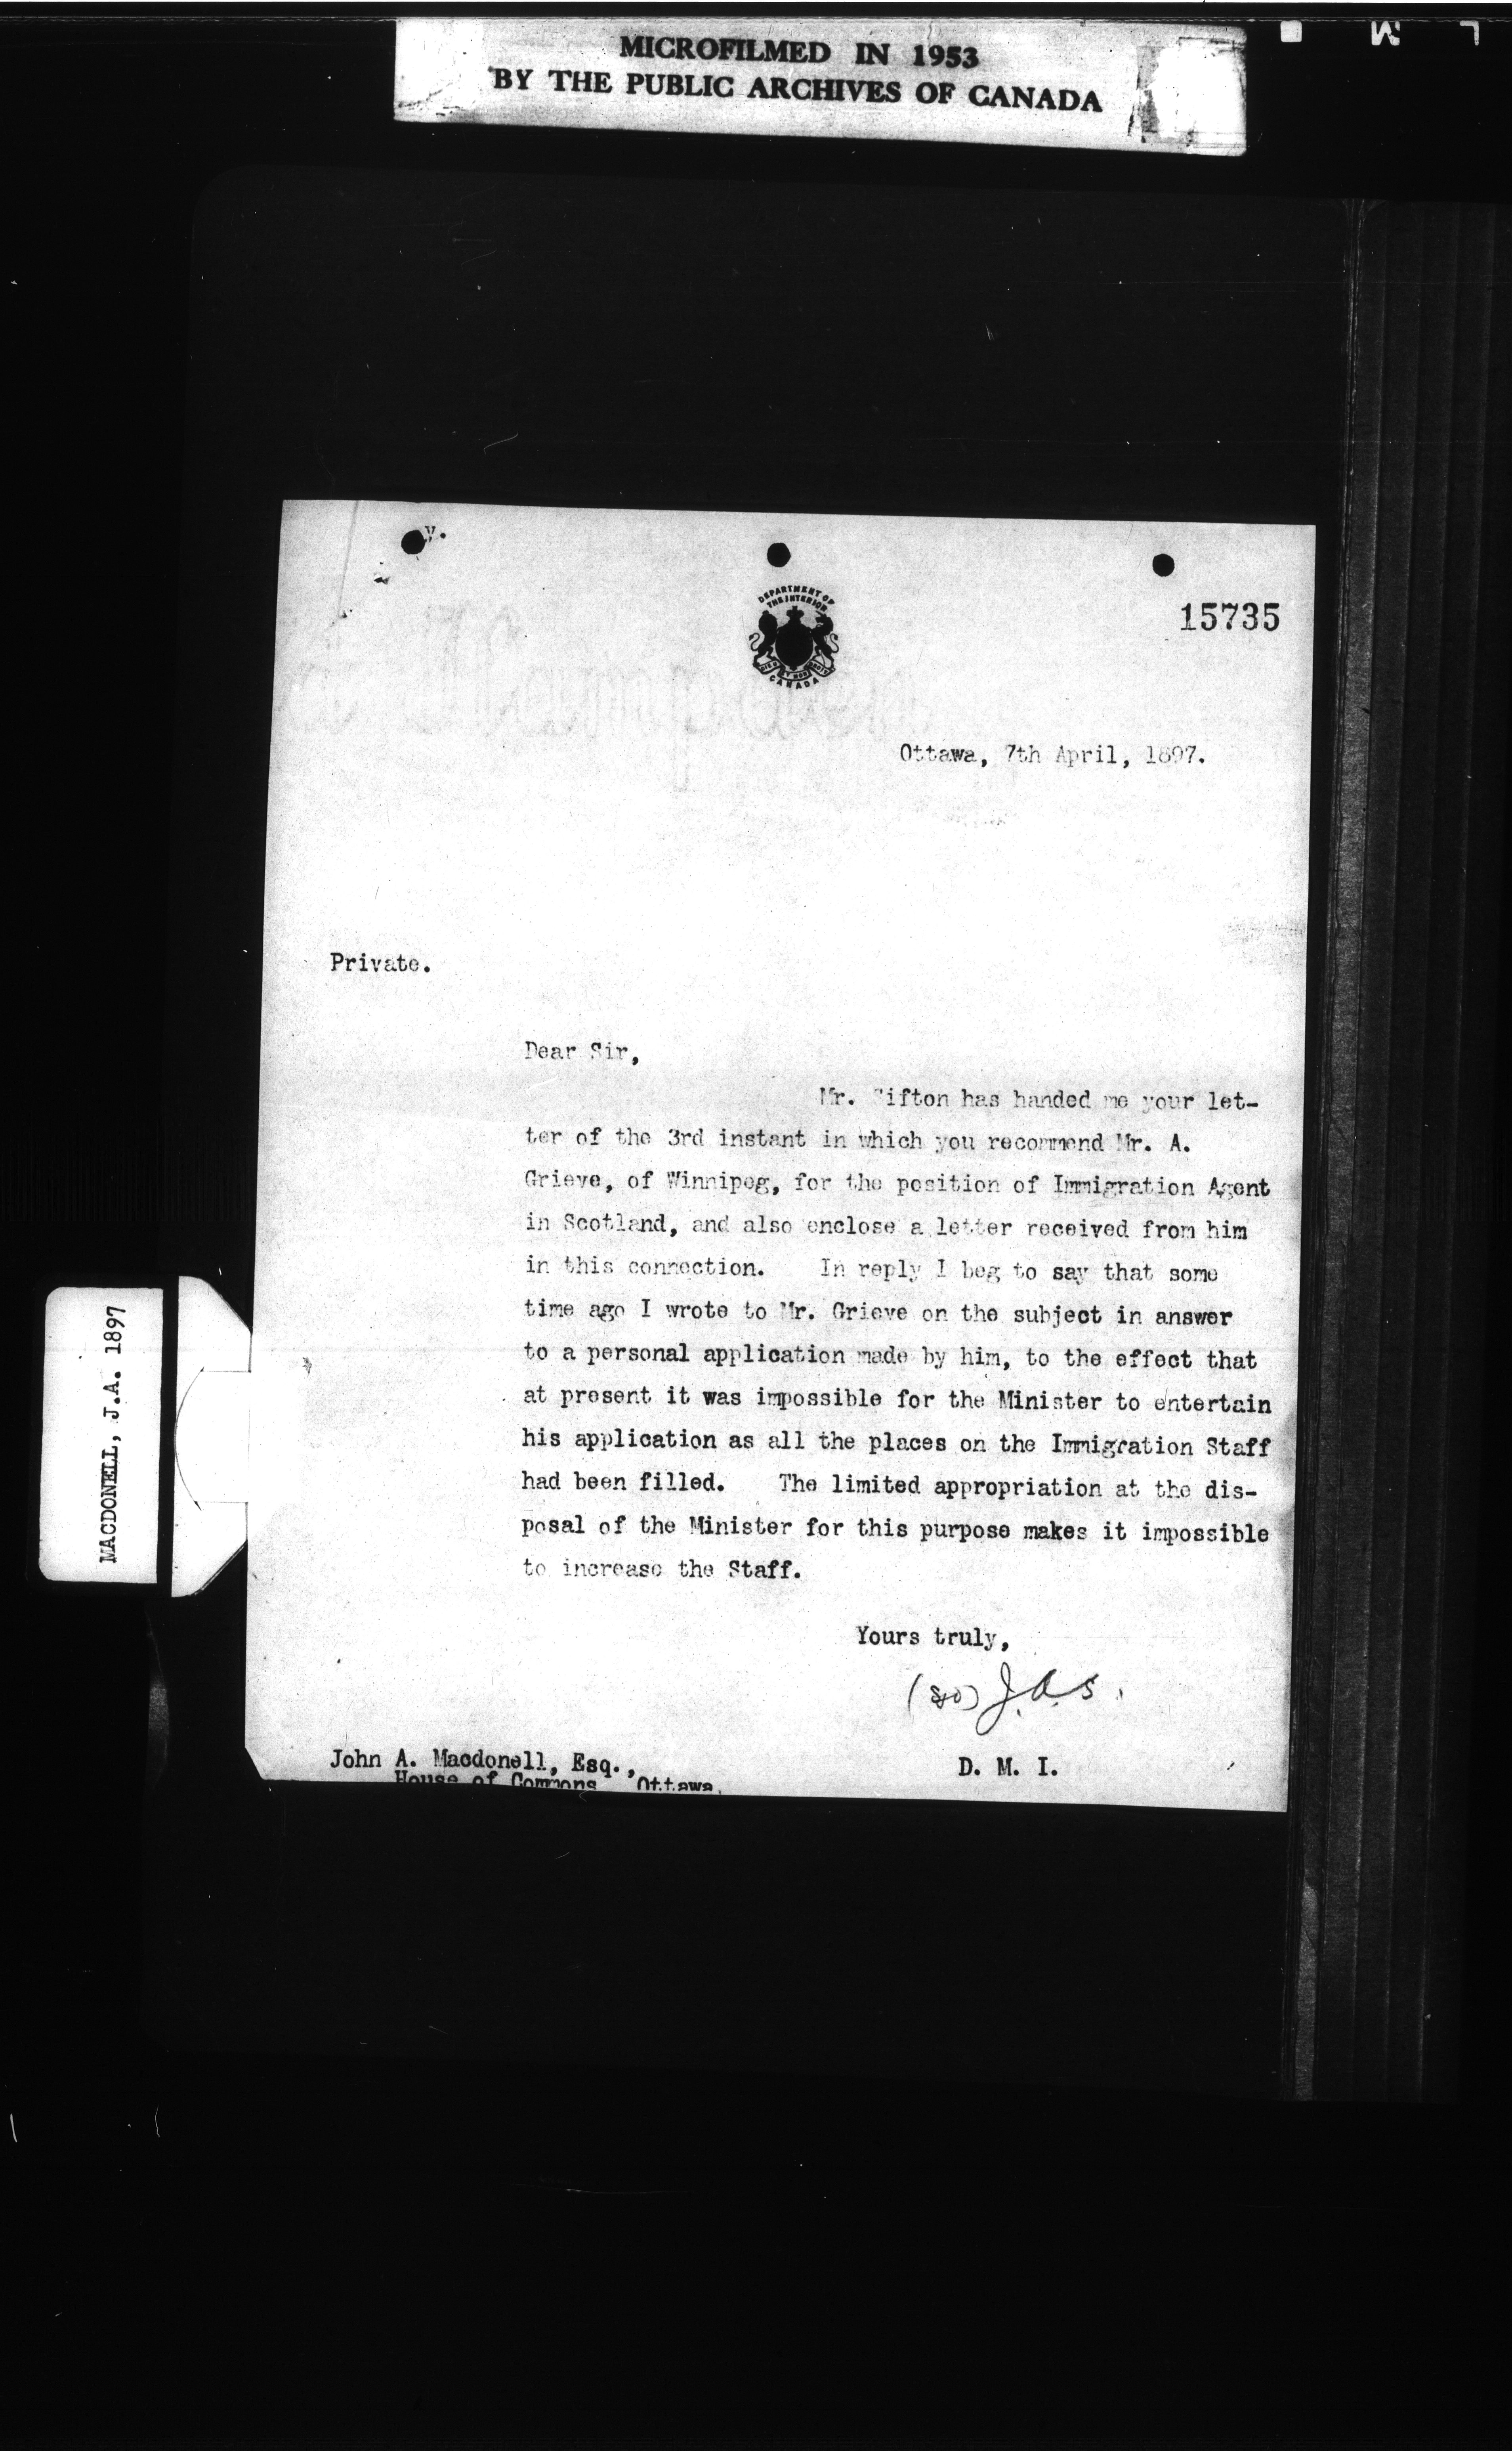 MICROFILMED IN 1953
BY THE PUBLIC ARCHIVES OF CANADA
y.
DEPARTMENT OF
THE INTERIOR
CANADA
15735
Ottawa, 7th April, 1897.
Private.
Dear Sir,
Mr. Sifton has handed me your let-
ter of the 3rd instant in which you recommend Mr. A.
Grieve, of Winnipeg, for the position of Immigration Agent
in Scotland, and also enclose a letter received from him
in this connection. In reply I beg to say that some
time ago I wrote to Mr. Grieve on the subject in answer
to a personal application made by him, to the effect that
at present it was impossible for the Minister to entertain
his application as all the places on the Immigration Staff
had been filled. The limited appropriation at the dis-
posal of the Minister for this purpose makes it impossible
to increase the Staff.
Yours truly,
J.A.S.
D. M. I.
John A. Macdonell, Esq.,
House of Commons, Ottawa.
MACDONELL, J.A. 1897